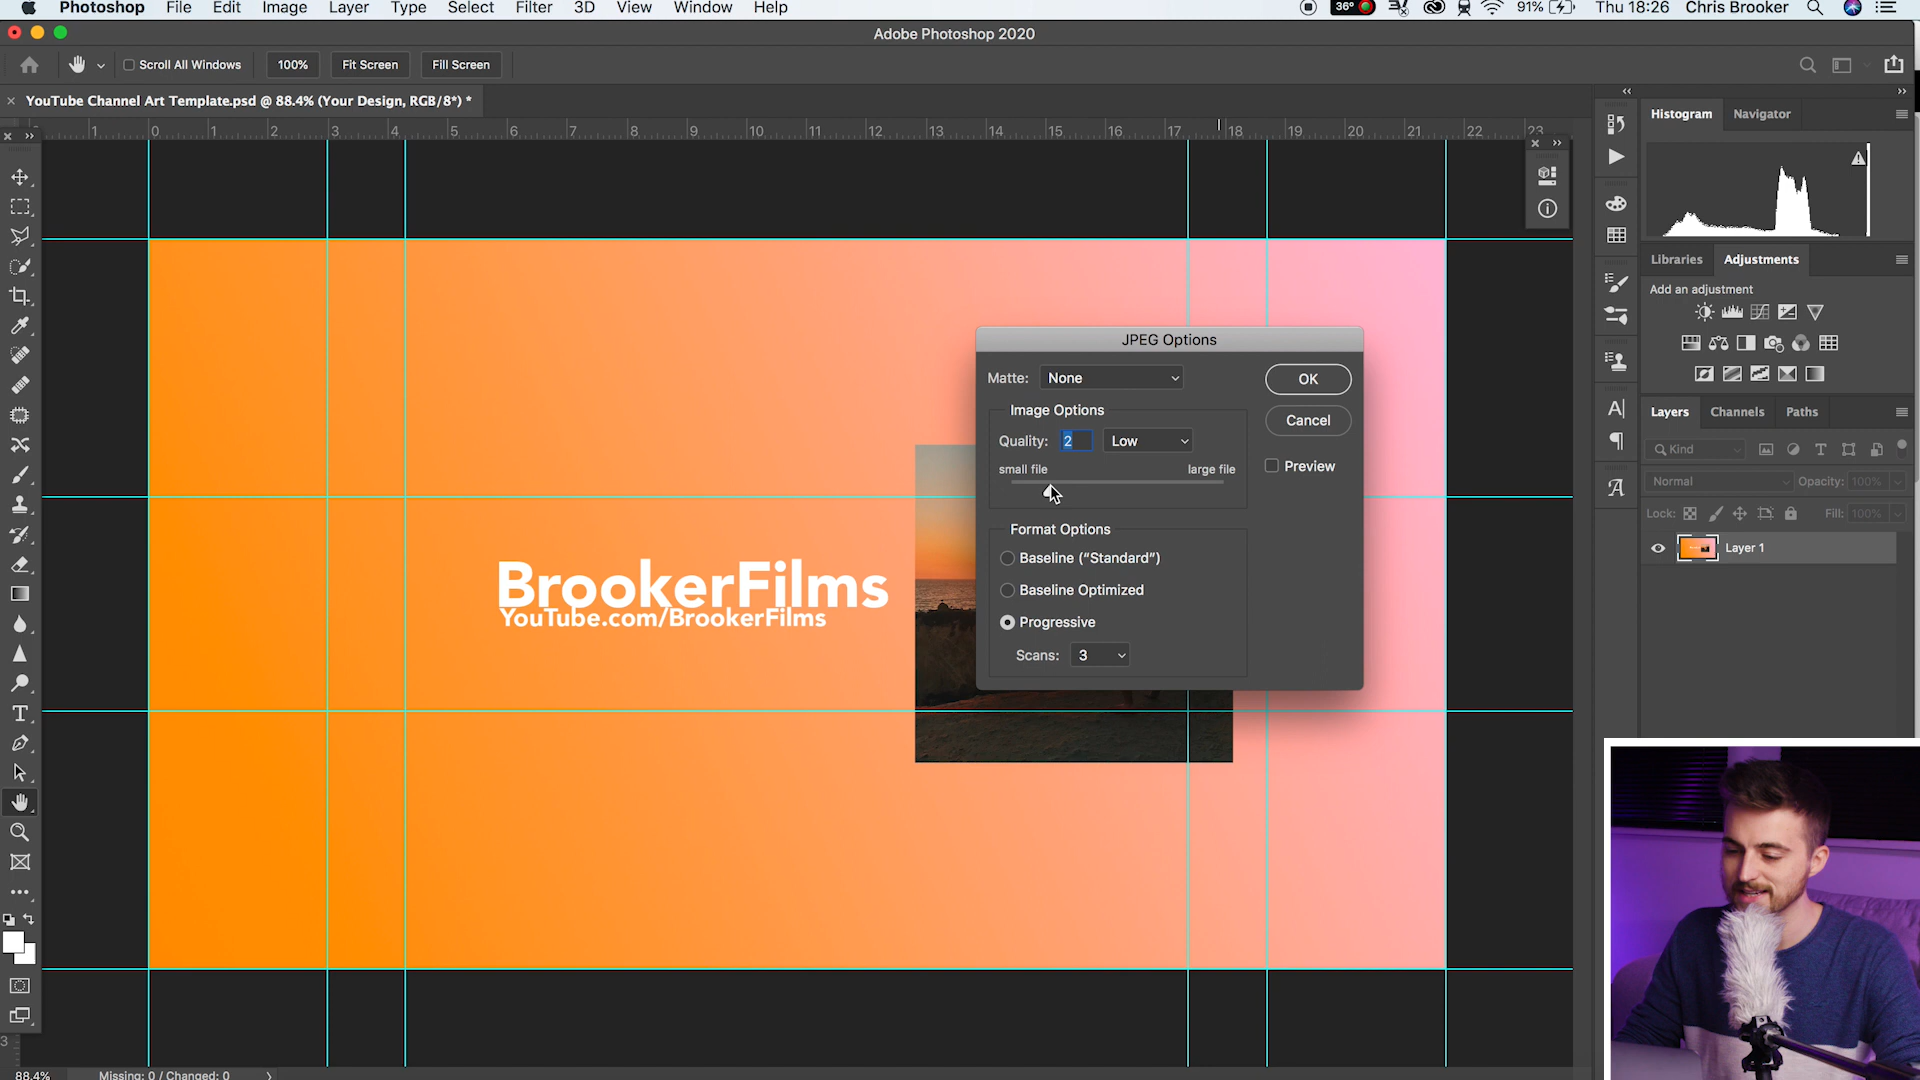 Photoshop File Edit Image Layer Type Select Filter 3D View Window Help 36° 91% Thu 18:26 Chris Brooker
Adobe Photoshop 2020
Scroll All Windows 100% Fit Screen Fill Screen
YouTube Channel Art Template.psd @ 88.4% (Your Design, RGB/8*) *
1 0 1 2 3 4 5 6 7 8 9 10 11 12 13 14 15 16 17 18 19 20 21 22 23
Histogram Navigator
Libraries Adjustments
Add an adjustment
JPEG Options
Matte: None OK
Image Options
Cancel
Quality: 2 Low
small file large file
Preview
Format Options
Baseline (“Standard”)
Baseline Optimized
Progressive
Scans: 3
Layers Channels Paths
Kind
Normal Opacity: 100%
Lock: Fill: 100%
Layer 1
BrookerFilms
YouTube.com/BrookerFilms
3
88.4% Missing: 0 / Changed: 0